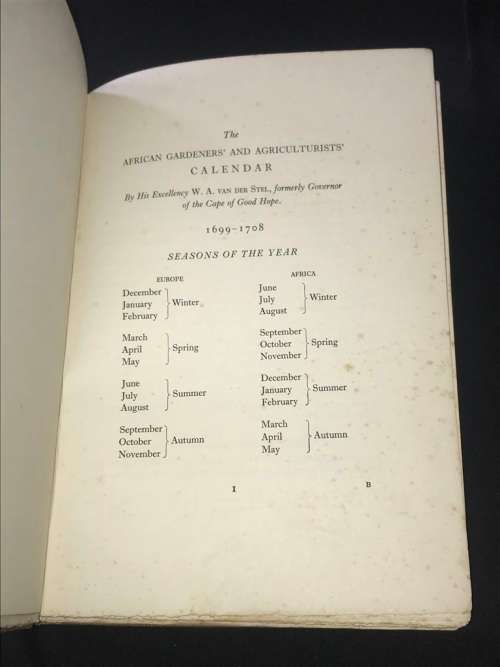 The
AFRICAN GARDENERS' AND AGRICULTURISTS'
CALENDAR
By His Excellency W. A. VAN DER STEL, formerly Governor
of the Cape of Good Hope.
1699-1708
SEASONS OF THE YEAR
EUROPE
December
January
February
Winter
March
April
May
Spring
June
July
August
Summer
September
October
November
Autumn
AFRICA
June
July
August
Winter
September
October
November
Spring
December
January
February
Summer
March
April
May
Autumn
I
B